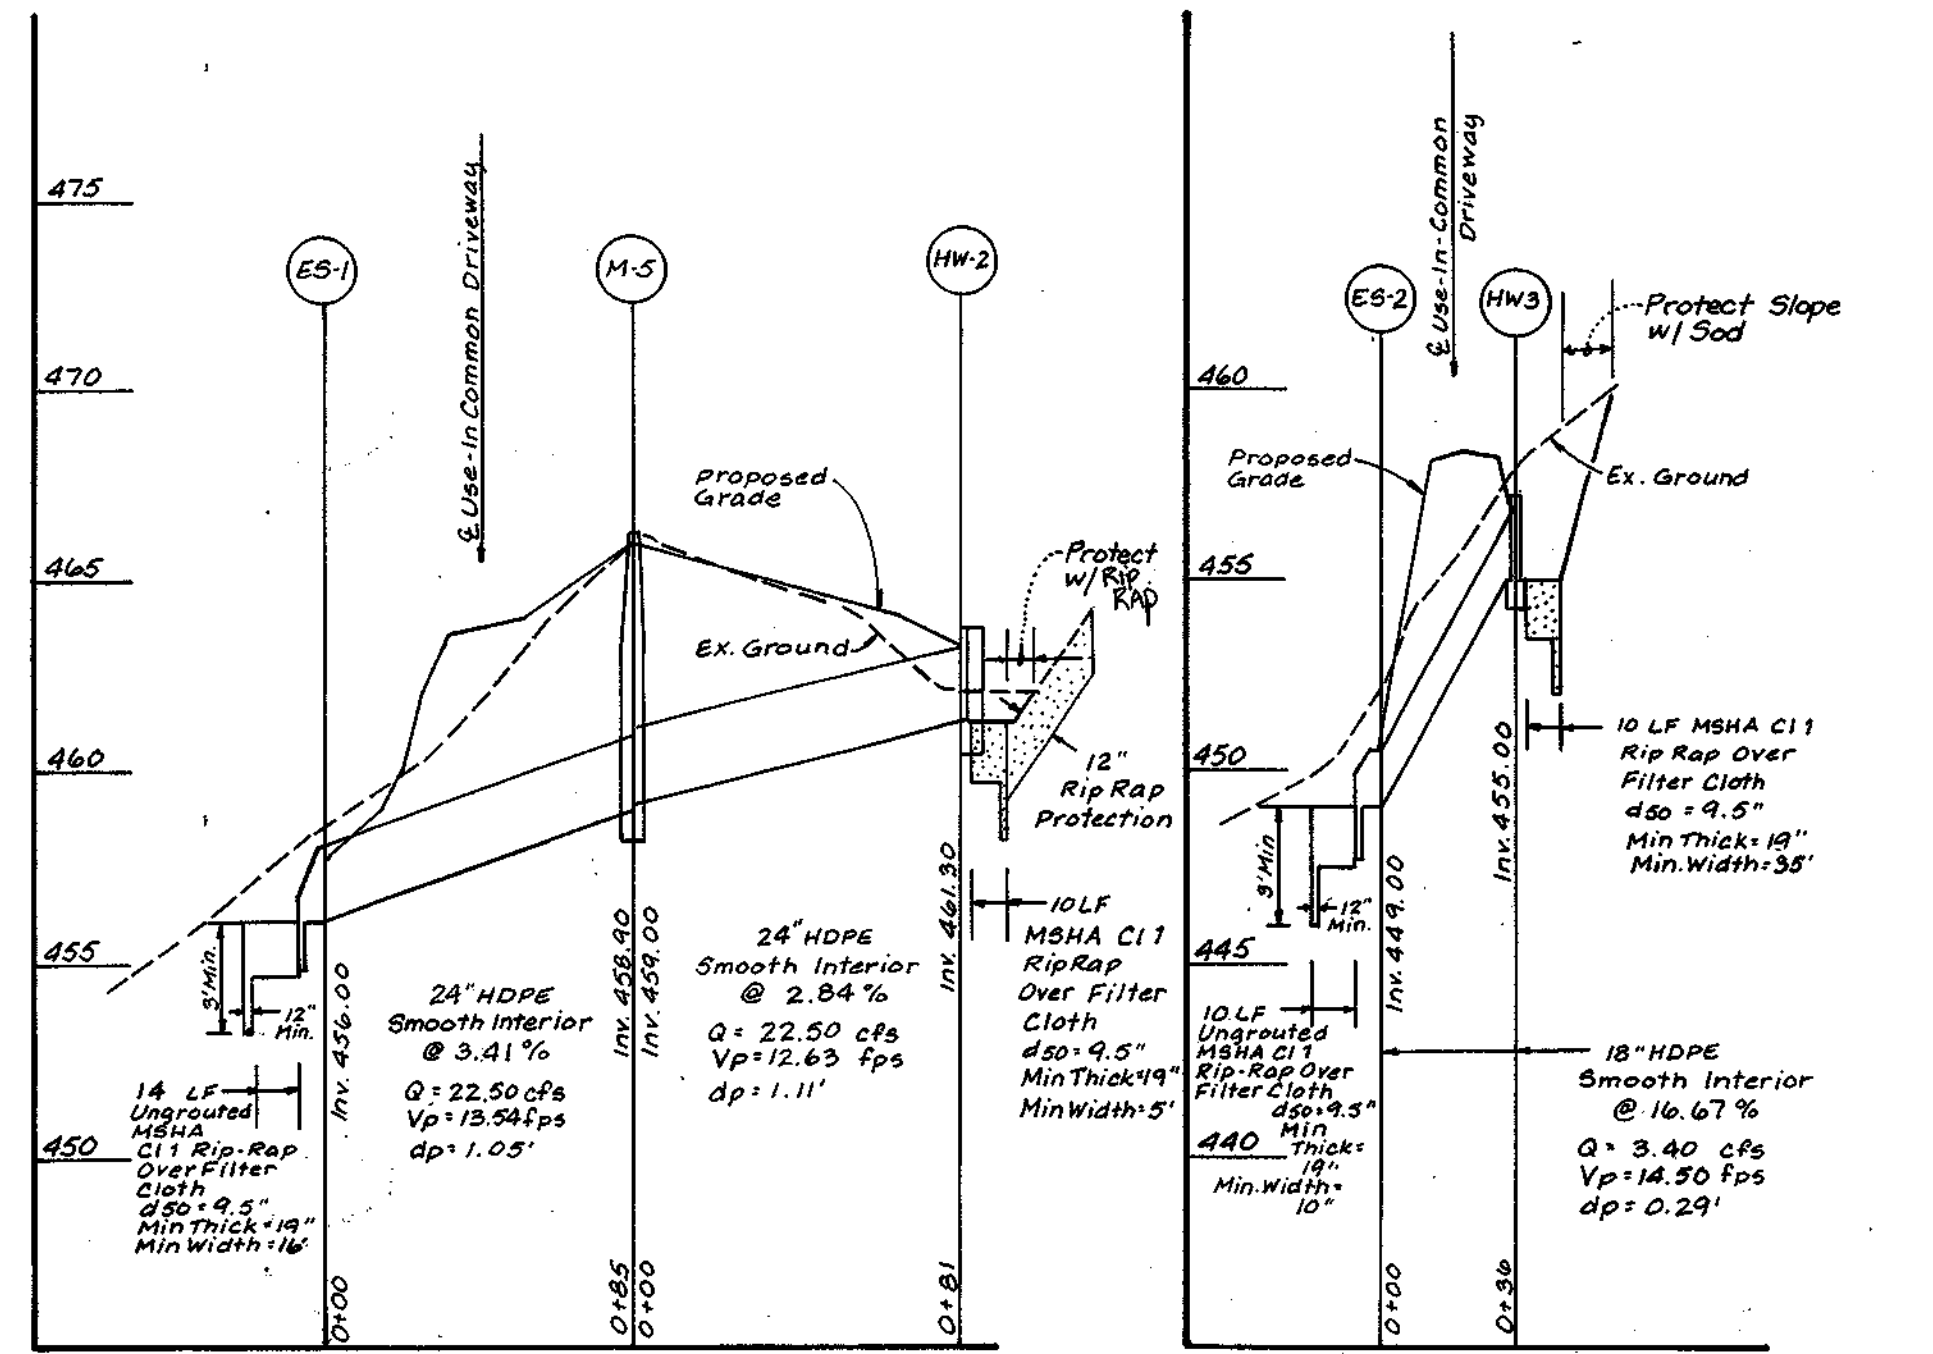 475
470
465
460
455
450
ES-1
M-5
HW-2
℄ Use-In Common Driveway
Proposed
Grade
Ex. Ground
Protect
w/ Rip
RAP
12"
Rip Rap
Protection
3' Min.
12"
Min.
14 LF
Ungrouted
MSHA
Cl 1 Rip-Rap
Over Filter
Cloth
d50 = 9.5"
Min Thick = 19"
Min Width = 16'
Inv. 456.00
24" HDPE
Smooth Interior
@ 3.41 %
Q = 22.50 cfs
Vp = 13.54 fps
dp = 1.05'
Inv. 458.90
Inv. 459.00
24" HDPE
Smooth Interior
@ 2.84 %
Q = 22.50 cfs
Vp = 12.63 fps
dp = 1.11'
Inv. 461.30
10 LF
MSHA Cl 1
Rip Rap
Over Filter
Cloth
d50 = 9.5"
Min Thick = 19"
Min Width = 5'
0+00
0+85
0+00
0+81
460
455
450
445
440
ES-2
HW3
℄ Use-In-Common
Driveway
Protect Slope
w/ Sod
Proposed
Grade
Ex. Ground
3' Min
12"
Min.
10 LF MSHA Cl 1
Rip Rap Over
Filter Cloth
d50 = 9.5"
Min Thick = 19"
Min. Width = 35'
10 LF
Ungrouted
MSHA Cl 1
Rip-Rap Over
Filter Cloth
d50 = 9.5"
Min
Thick =
19"
Min. Width =
10"
Inv. 449.00
Inv. 455.00
18" HDPE
Smooth Interior
@ 16.67 %
Q = 3.40 cfs
Vp = 14.50 fps
dp = 0.29'
0+00
0+36